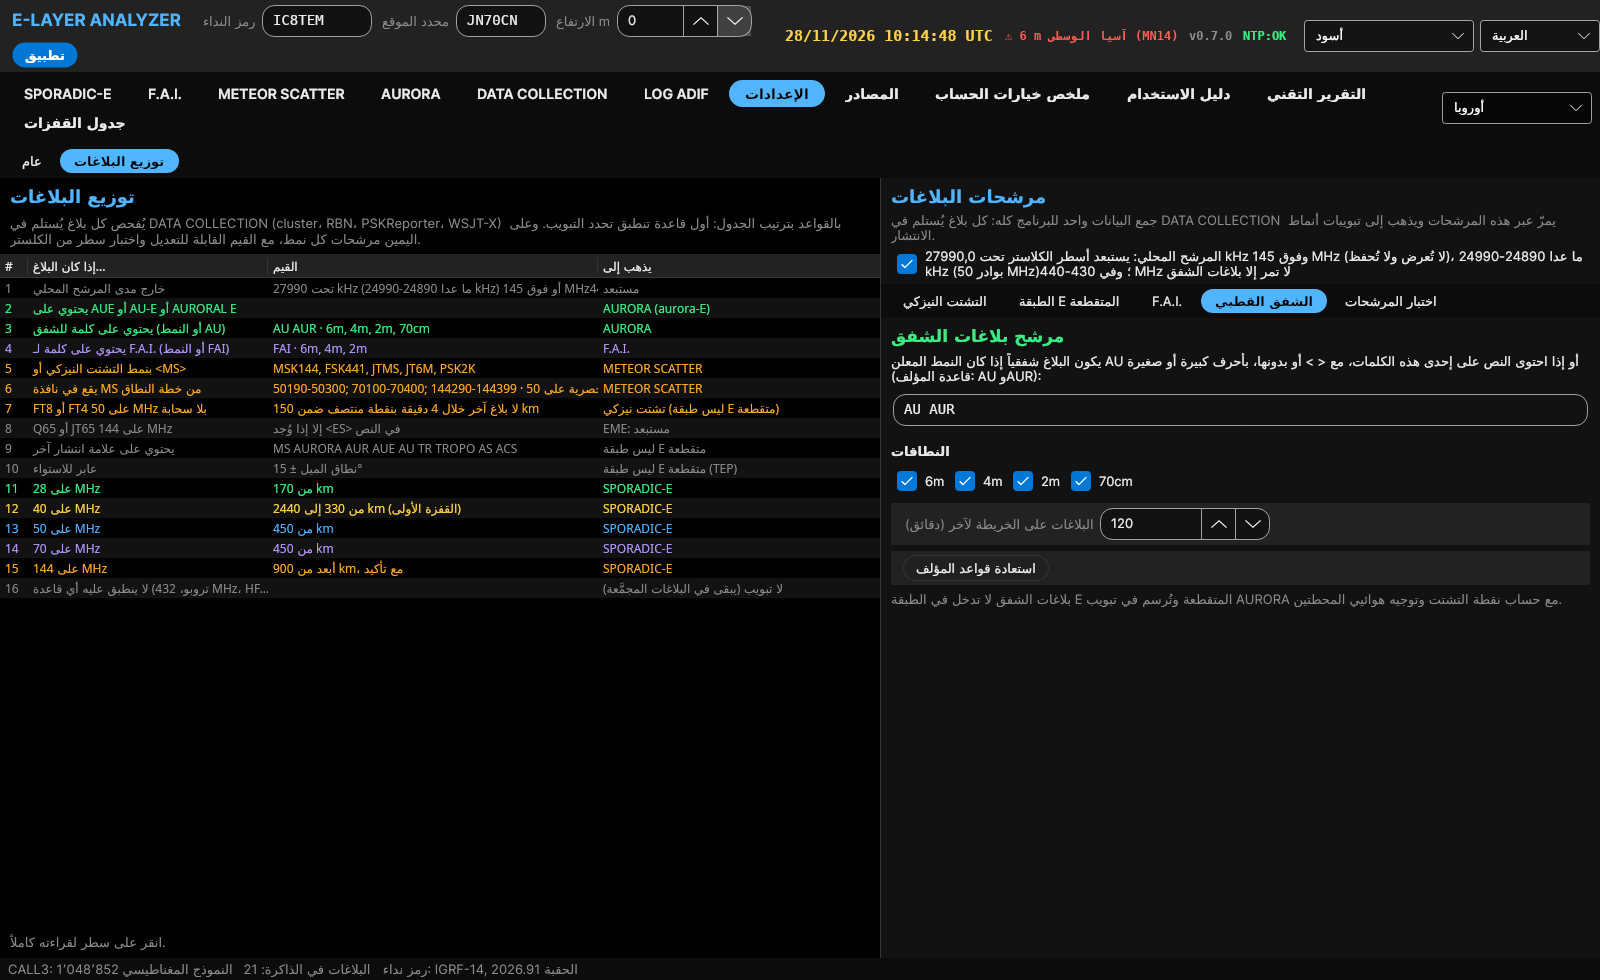 E-LAYER ANALYZER رمز النداء IC8TEM محدد الموقع JN70CN الارتفاع m 0
28/11/2026 10:14:48 UTC ⚠ 6 m آسيا الوسطى (MN14) v0.7.0 NTP:OK أسود العربية
تطبيق
SPORADIC-E F.A.I. METEOR SCATTER AURORA DATA COLLECTION LOG ADIF الإعدادات المصادر ملخص خيارات الحساب دليل الاستخدام التقرير التقني أوروبا
جدول القفزات
عام توزيع البلاغات
توزيع البلاغات
يُفحص كل بلاغ يُستلم في DATA COLLECTION (cluster، RBN، PSKReporter، WSJT-X) بالقواعد بترتيب الجدول: أول قاعدة تنطبق تحدد التبويب. وعلى
اليمين مرشحات كل نمط، مع القيم القابلة للتعديل واختبار سطر من الكلستر.
# إذا كان البلاغ... القيم يذهب إلى
1 خارج مدى المرشح المحلي تحت 27990 kHz (ما عدا 24890-24990 kHz) أو فوق 145 MHz4 مستبعد
2 يحتوي على AUE أو AU-E أو AURORAL E AURORA (aurora-E)
3 يحتوي على كلمة للشفق (أو النمط AU) AU AUR · 6m, 4m, 2m, 70cm AURORA
4 يحتوي على كلمة لـ F.A.I. (أو النمط FAI) FAI · 6m, 4m, 2m F.A.I.
5 بنمط التشتت النيزكي أو <MS> MSK144, FSK441, JTMS, JT6M, PSK2K METEOR SCATTER
6 يقع في نافذة MS من خطة النطاق 50190-50300; 70100-70400; 144290-144399 · حصرية على 50 METEOR SCATTER
7 FT8 أو FT4 على 50 MHz بلا سحابة لا بلاغ آخر خلال 4 دقيقة بنقطة منتصف ضمن 150 km تشتت نيزكي (ليس طبقة E متقطعة)
8 Q65 أو JT65 على 144 MHz إلا إذا وُجد <ES> في النص EME: مستبعد
9 يحتوي على علامة انتشار آخر MS AURORA AUR AUE AU TR TROPO AS ACS ليس طبقة E متقطعة
10 عابر للاستواء نطاق الميل ± 15° ليس طبقة E متقطعة (TEP)
11 على 28 MHz من 170 km SPORADIC-E
12 على 40 MHz من 330 إلى 2440 km (القفزة الأولى) SPORADIC-E
13 على 50 MHz من 450 km SPORADIC-E
14 على 70 MHz من 450 km SPORADIC-E
15 على 144 MHz أبعد من 900 km، مع تأكيد SPORADIC-E
16 لا ينطبق عليه أي قاعدة (تروبو، 432 MHz، HF... لا تبويب (يبقى في البلاغات المجمَّعة)
انقر على سطر لقراءته كاملاً.
مرشحات البلاغات
جمع البيانات واحد للبرنامج كله: كل بلاغ يُستلم في DATA COLLECTION يمرّ عبر هذه المرشحات ويذهب إلى تبويبات أنماط
الانتشار.
المرشح المحلي: يستبعد أسطر الكلاستر تحت 27990,0 kHz وفوق 145 MHz (لا تُعرض ولا تُحفظ)، ما عدا 24890-24990
kHz (بوادر 50 MHz)؛ وفي 430-440 MHz لا تمر إلا بلاغات الشفق
التشتت النيزكي الطبقة E المتقطعة F.A.I. الشفق القطبي اختبار المرشحات
مرشح بلاغات الشفق
يكون البلاغ شفقياً إذا كان النمط المعلن AU أو إذا احتوى النص على إحدى هذه الكلمات، مع < > أو بدونها، بأحرف كبيرة أو صغيرة
(قاعدة المؤلف: AU وAUR):
AU AUR
النطاقات
6m 4m 2m 70cm
البلاغات على الخريطة لآخر (دقائق) 120
استعادة قواعد المؤلف
بلاغات الشفق لا تدخل في الطبقة E المتقطعة وتُرسم في تبويب AURORA مع حساب نقطة التشتت وتوجيه هوائيي المحطتين.
CALL3: 1’048’852 رمز نداء البلاغات في الذاكرة: 21 النموذج المغناطيسي: IGRF-14, الحقبة 2026.91